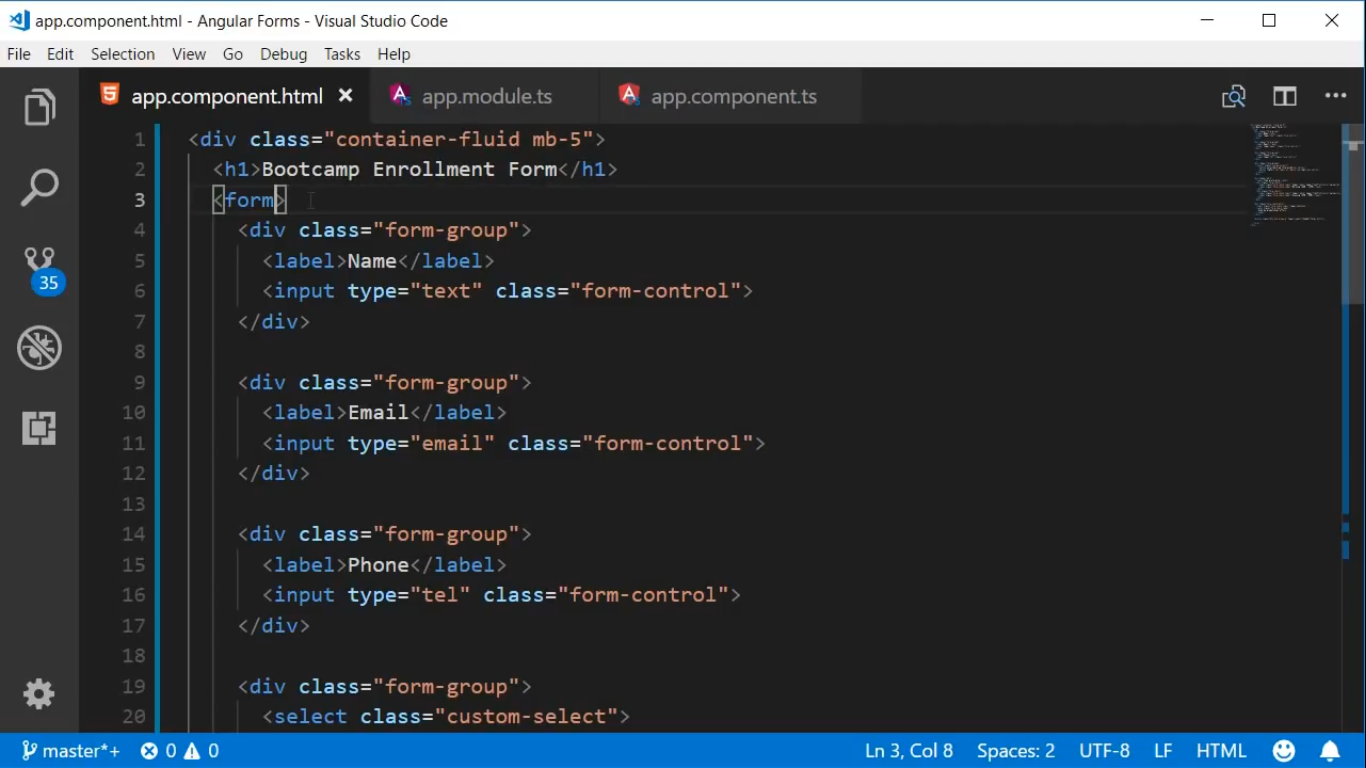 app.component.html - Angular Forms - Visual Studio Code
File Edit Selection View Go Debug Tasks Help
app.component.html app.module.ts app.component.ts
1 <div class="container-fluid mb-5">
2 <h1>Bootcamp Enrollment Form</h1>
3 <form>
4 <div class="form-group">
5 <label>Name</label>
6 <input type="text" class="form-control">
7 </div>
8
9 <div class="form-group">
10 <label>Email</label>
11 <input type="email" class="form-control">
12 </div>
13
14 <div class="form-group">
15 <label>Phone</label>
16 <input type="tel" class="form-control">
17 </div>
18
19 <div class="form-group">
20 <select class="custom-select">
35
master*+ 0 0 Ln 3, Col 8 Spaces: 2 UTF-8 LF HTML